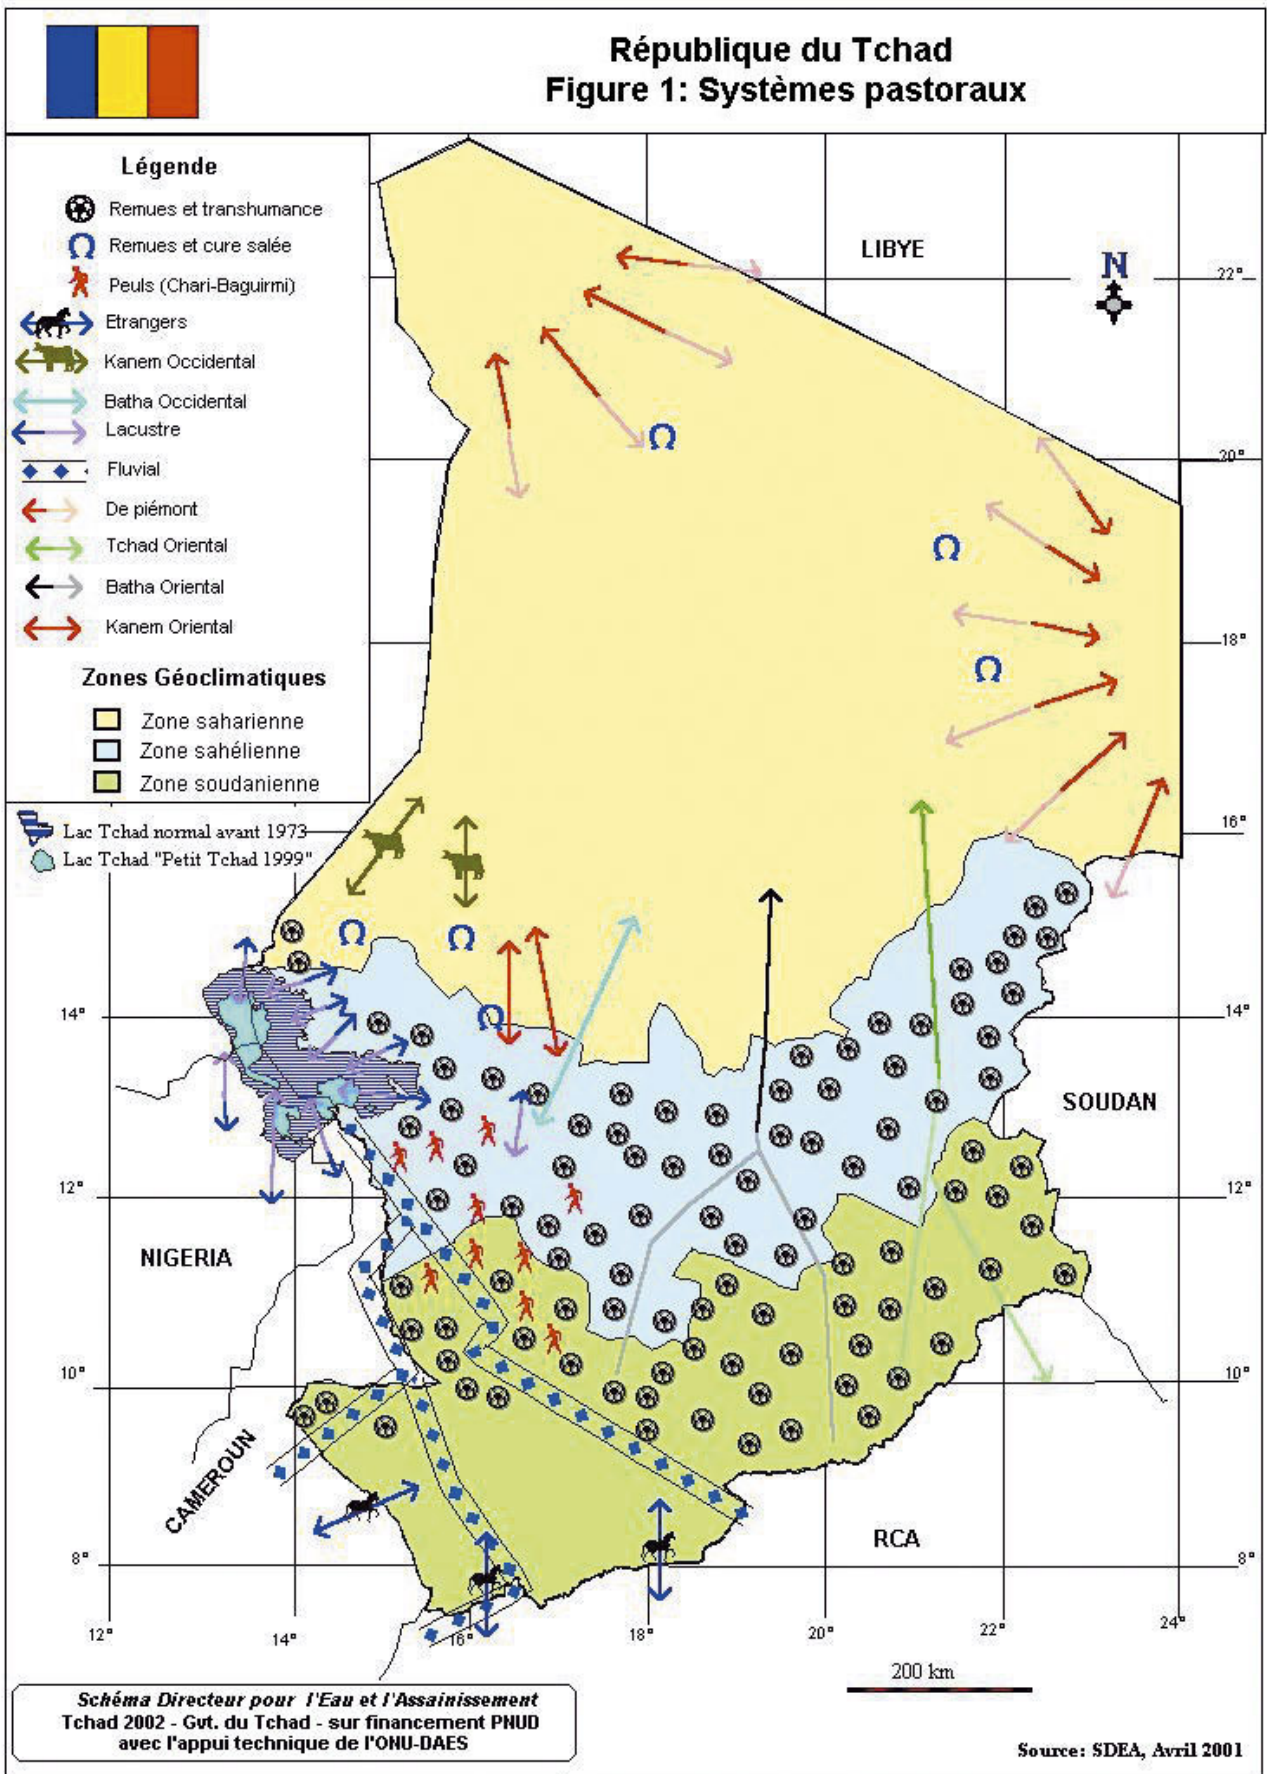 République du Tchad
Figure 1: Systèmes pastoraux
Légende
Remues et transhumance
Remues et cure salée
Peuls (Chari-Baguirmi)
Etrangers
Kanem Occidental
Batha Occidental
Lacustre
Fluvial
De piémont
Tchad Oriental
Batha Oriental
Kanem Oriental
Zones Géoclimatiques
Zone saharienne
Zone sahélienne
Zone soudanienne
Lac Tchad normal avant 1973
Lac Tchad "Petit Tchad 1999"
LIBYE
N
22°
20°
18°
16°
14°
14°
SOUDAN
12°
12°
NIGERIA
10°
10°
CAMEROUN
RCA
8°
8°
12°
14°
16°
18°
20°
22°
24°
200 km
Schéma Directeur pour l'Eau et l'Assainissement
Tchad 2002 - Gvt. du Tchad - sur financement PNUD
avec l'appui technique de l'ONU-DAES
Source: SDEA, Avril 2001